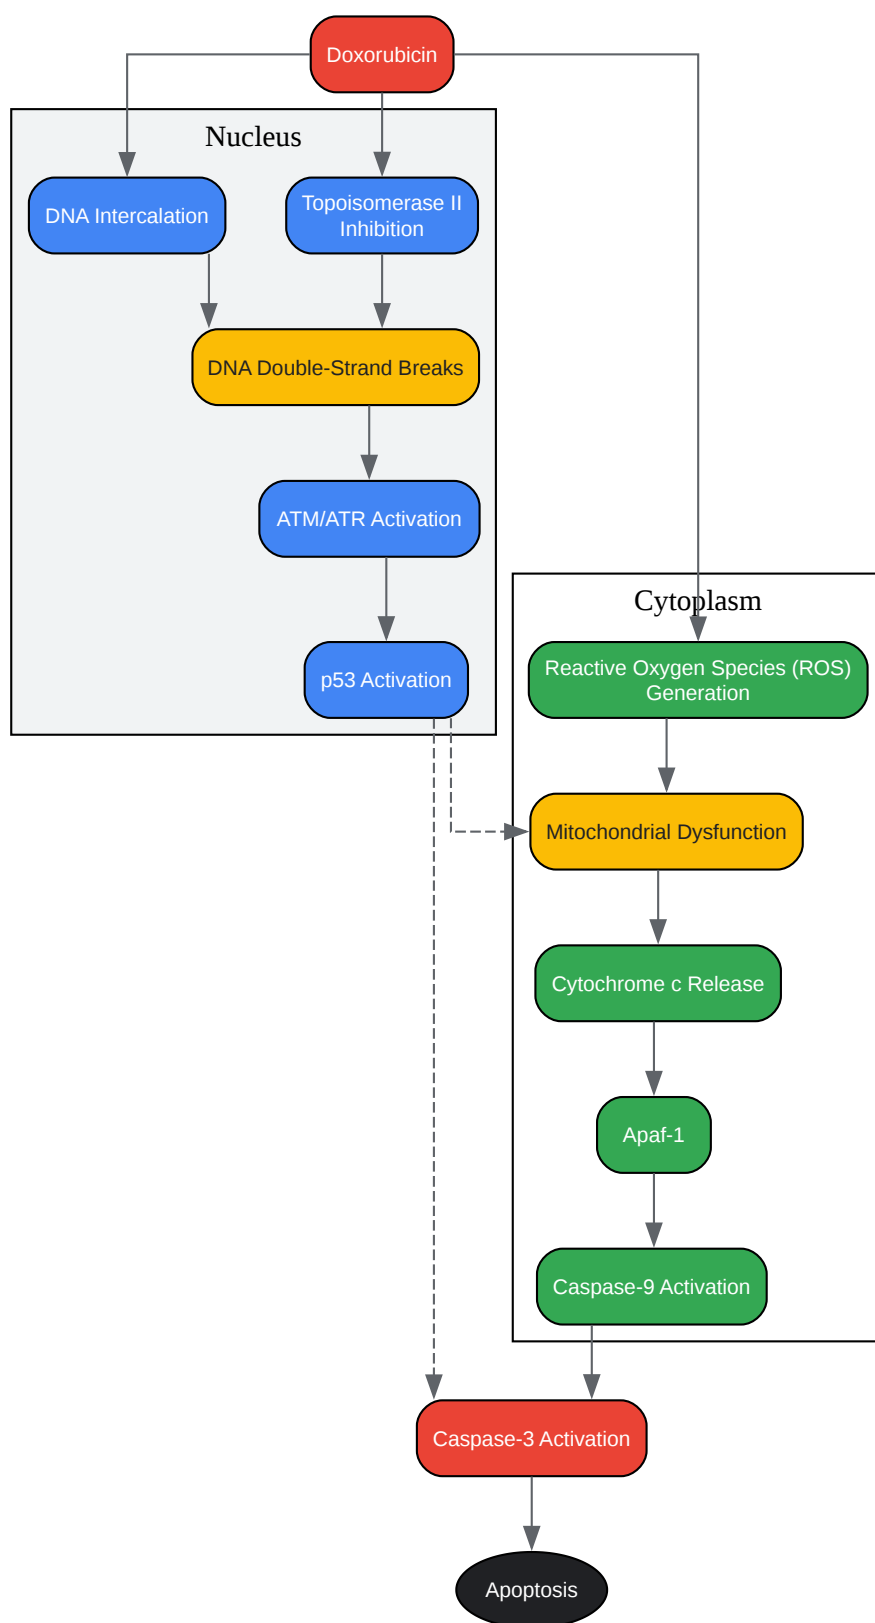 Doxorubicin
Nucleus
DNA Intercalation
Topoisomerase II
Inhibition
DNA Double-Strand Breaks
ATM/ATR Activation
p53 Activation
Cytoplasm
Reactive Oxygen Species (ROS)
Generation
Mitochondrial Dysfunction
Cytochrome c Release
Apaf-1
Caspase-9 Activation
Caspase-3 Activation
Apoptosis